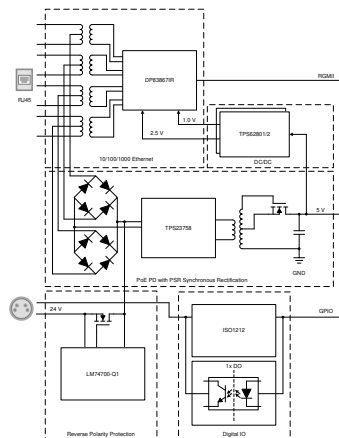 DP83867IR
RGMII
RJ45
1.0 V
2.5 V
TPS62801/2
10/100/1000 Ethernet
DC/DC
TPS23758
5 V
GND
PoE PD with PSR Synchronous Rectification
24 V
GPIO
ISO1212
1x DO
LM74700-Q1
Reverse Polarity Protection
Digital IO